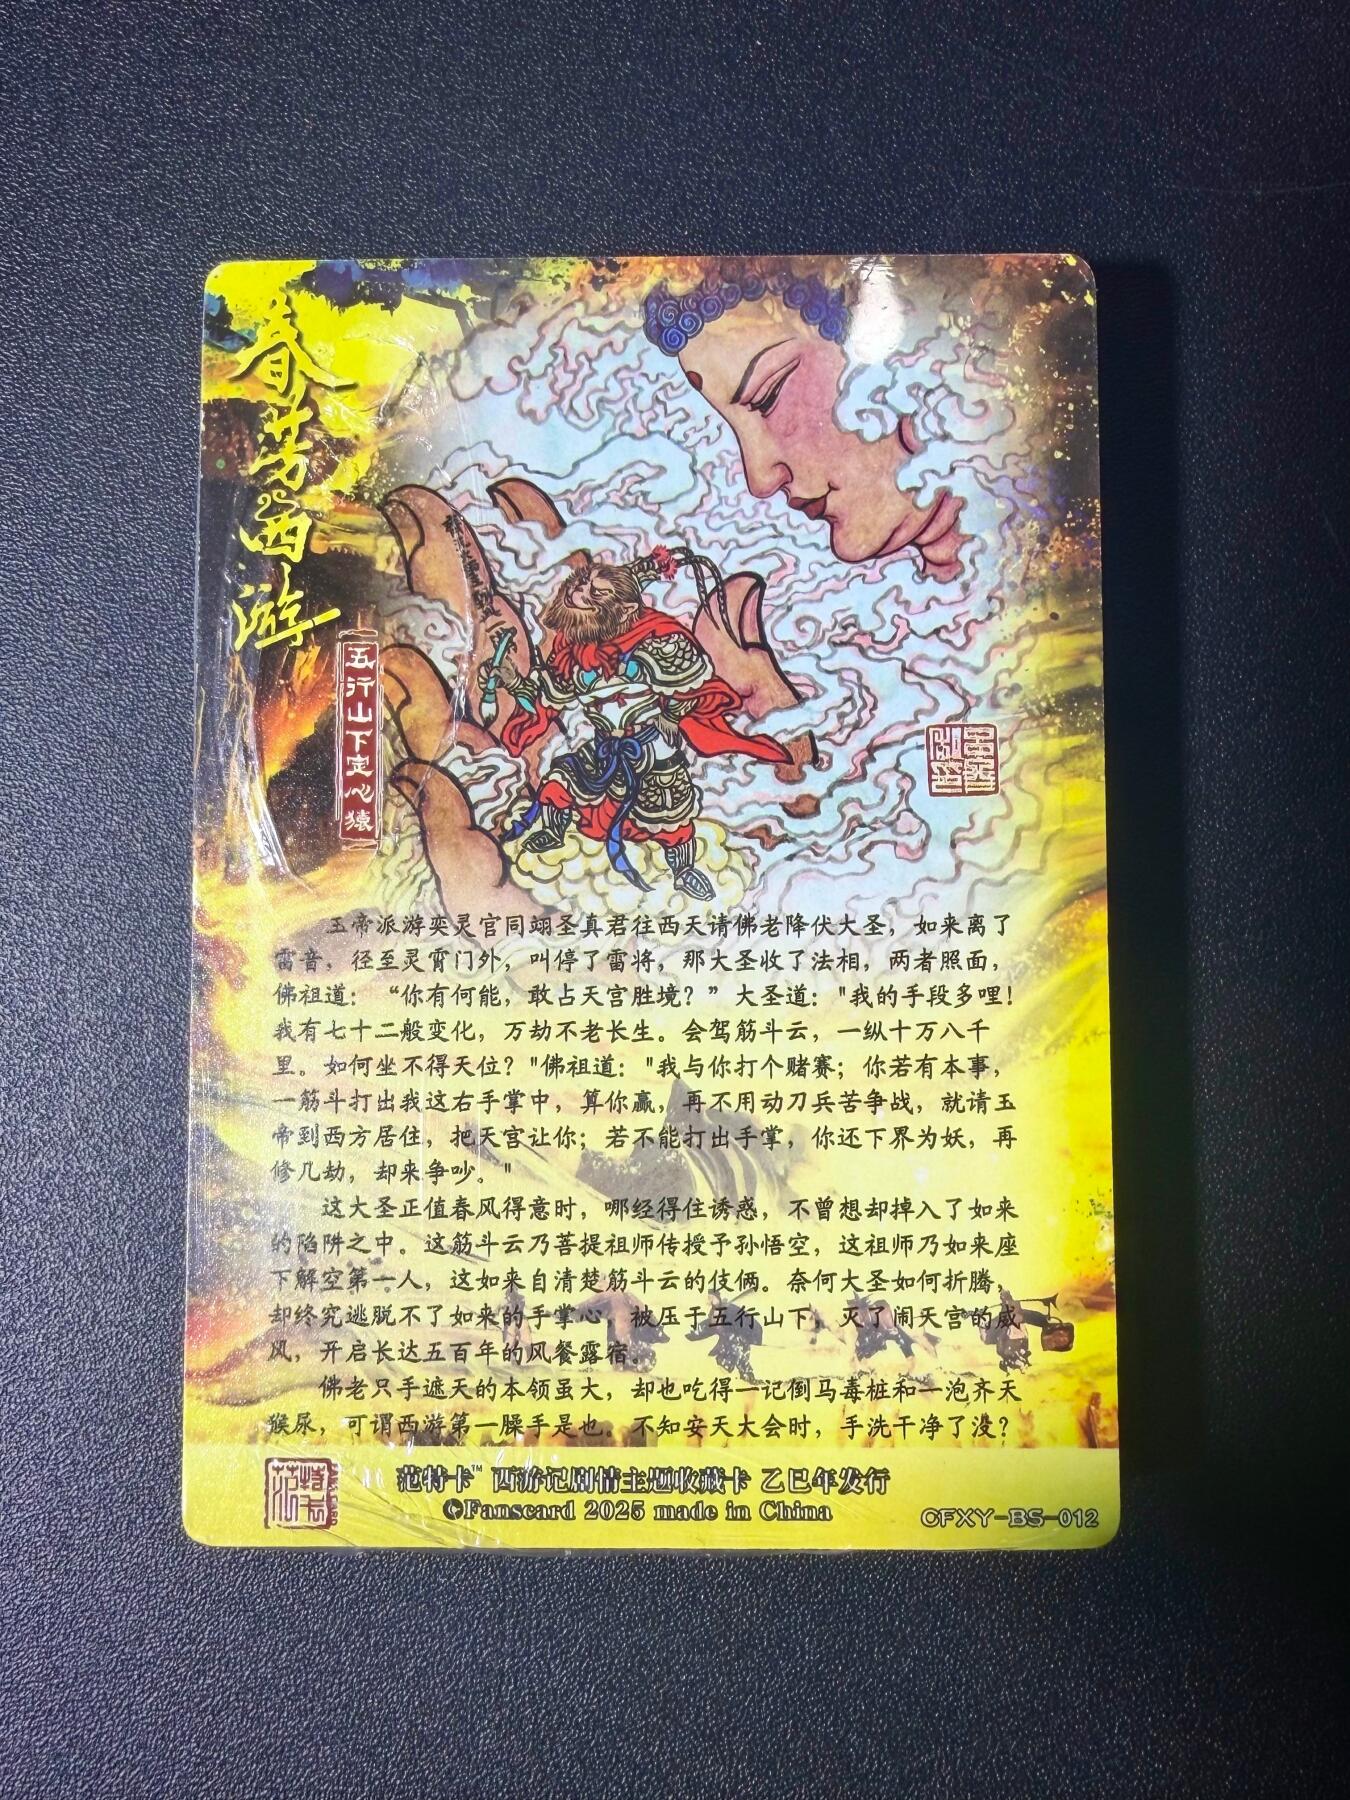 春芳西游
五行山下定心猿
玉帝派游奕灵官同翊圣真君往西天请佛老降伏大圣，如来离了
雷音，径至灵霄门外，叫停了雷将，那大圣收了法相，两者照面，
佛祖道：“你有何能，敢占天宫胜境？”大圣道："我的手段多哩！
我有七十二般变化，万劫不老长生。会驾筋斗云，一纵十万八千
里。如何坐不得天位？"佛祖道："我与你打个赌赛；你若有本事，
一筋斗打出我这右手掌中，算你赢，再不用动刀兵苦争战，就请玉
帝到西方居住，把天宫让你；若不能打出手掌，你还下界为妖，再
修几劫，却来争吵。"
这大圣正值春风得意时，哪经得住诱惑，不曾想却掉入了如来
的陷阱之中。这筋斗云乃菩提祖师传授予孙悟空，这祖师乃如来座
下解空第一人，这如来自清楚筋斗云的伎俩。奈何大圣如何折腾，
却终究逃脱不了如来的手掌心，被压于五行山下，灭了闹天宫的威
风，开启长达五百年的风餐露宿。
佛老只手遮天的本领虽大，却也吃得一记倒马毒桩和一泡齐天
猴尿，可谓西游第一臊手是也。不知安天大会时，手洗干净了没？
范特卡™ 西游记剧情主题收藏卡 乙巳年发行
©Fanscard 2025 made in China
CFXY-BS-012